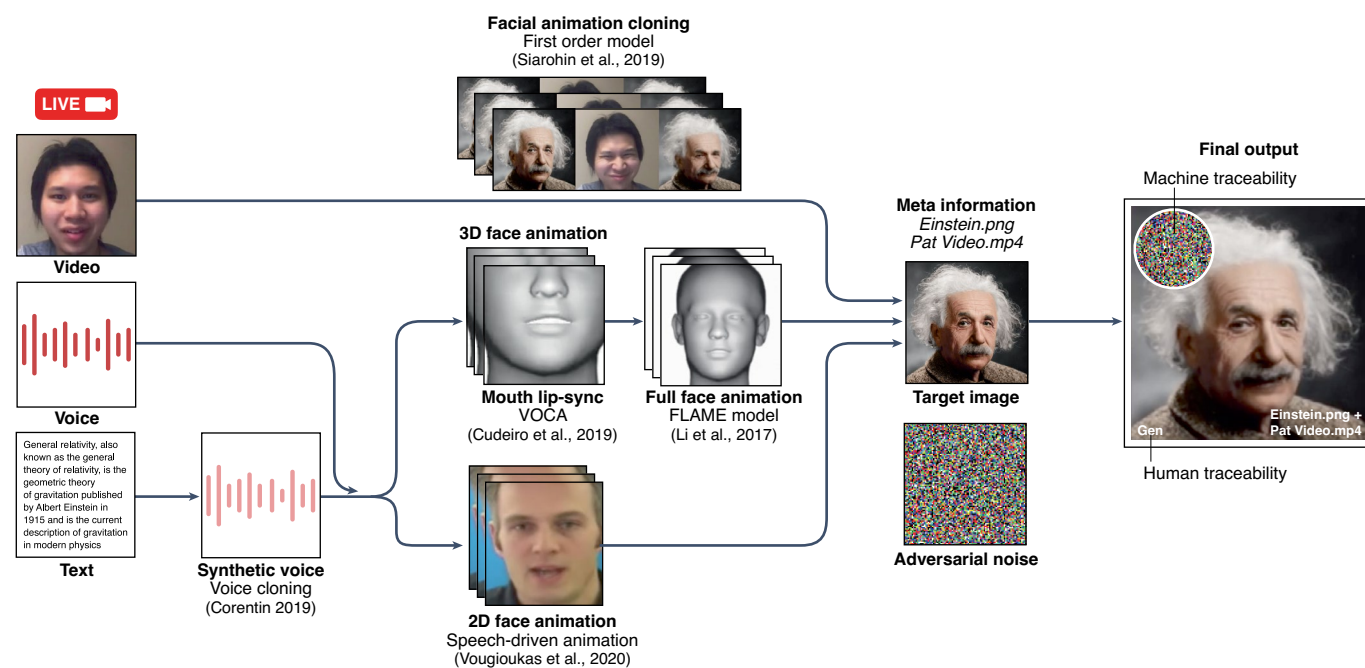 Facial animation cloning
First order model
(Siarohin et al., 2019)
LIVE
Video
Voice
General relativity, also
known as the general
theory of relativity, is the
geometric theory
of gravitation published
by Albert Einstein in
1915 and is the current
description of gravitation
in modern physics
Text
Synthetic voice
Voice cloning
(Corentin 2019)
3D face animation
Mouth lip-sync
VOCA
(Cudeiro et al., 2019)
Full face animation
FLAME model
(Li et al., 2017)
2D face animation
Speech-driven animation
(Vougioukas et al., 2020)
Meta information
Einstein.png
Pat Video.mp4
Target image
Adversarial noise
Final output
Machine traceability
Einstein.png +
Gen Pat Video.mp4
Human traceability